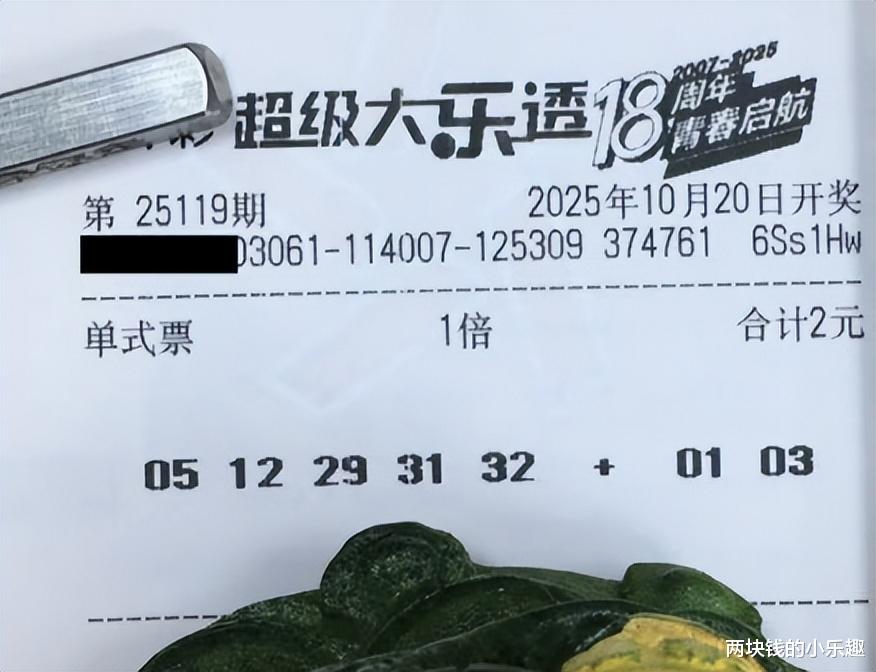 超级大乐透 18 2007-2025
周年
青春启航
第 25119期 2025年10月20日开奖
03061-114007-125309 374761 6Ss1Hw
单式票 1倍 合计2元
05 12 29 31 32 + 01 03
两块钱的小乐趣